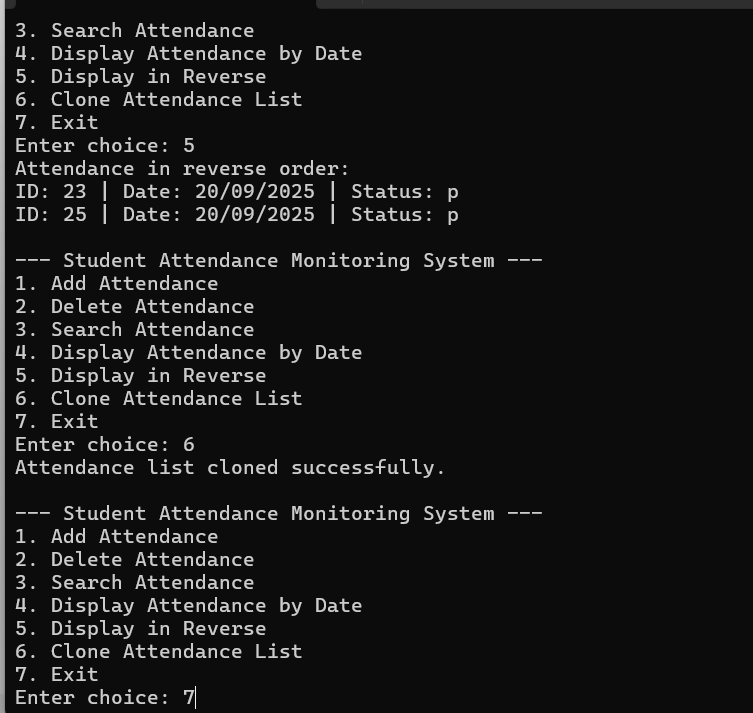 3. Search Attendance
4. Display Attendance by Date
5. Display in Reverse
6. Clone Attendance List
7. Exit
Enter choice: 5
Attendance in reverse order:
ID: 23 | Date: 20/09/2025 | Status: p
ID: 25 | Date: 20/09/2025 | Status: p
--- Student Attendance Monitoring System ---
1. Add Attendance
2. Delete Attendance
3. Search Attendance
4. Display Attendance by Date
5. Display in Reverse
6. Clone Attendance List
7. Exit
Enter choice: 6
Attendance list cloned successfully.
--- Student Attendance Monitoring System ---
1. Add Attendance
2. Delete Attendance
3. Search Attendance
4. Display Attendance by Date
5. Display in Reverse
6. Clone Attendance List
7. Exit
Enter choice: 7